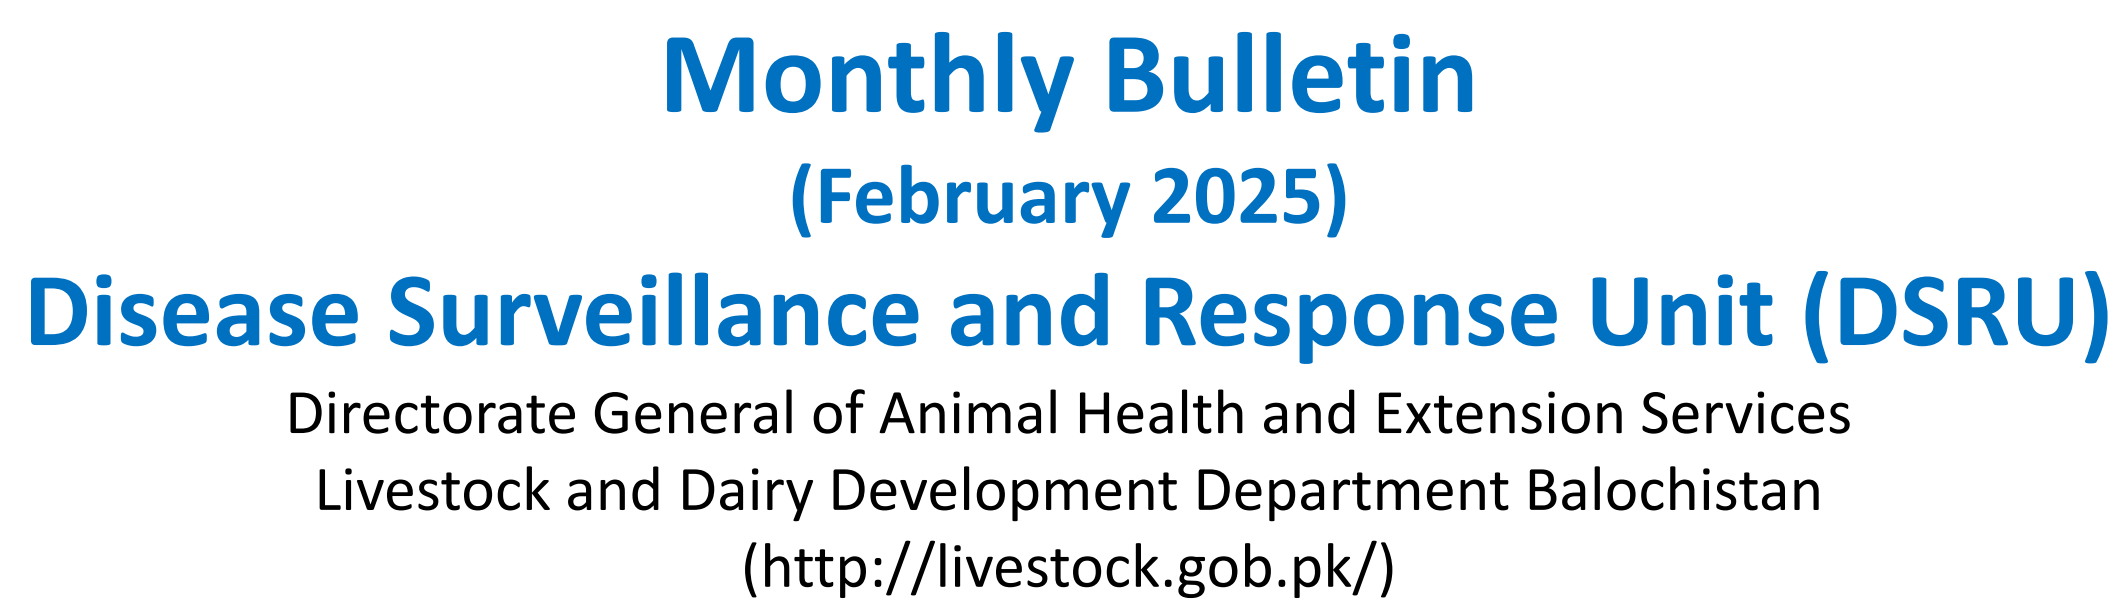 Monthly Bulletin
(February 2025)
Disease Surveillance and Response Unit (DSRU)
Directorate General of Animal Health and Extension Services
Livestock and Dairy Development Department Balochistan
(http://livestock.gob.pk/)